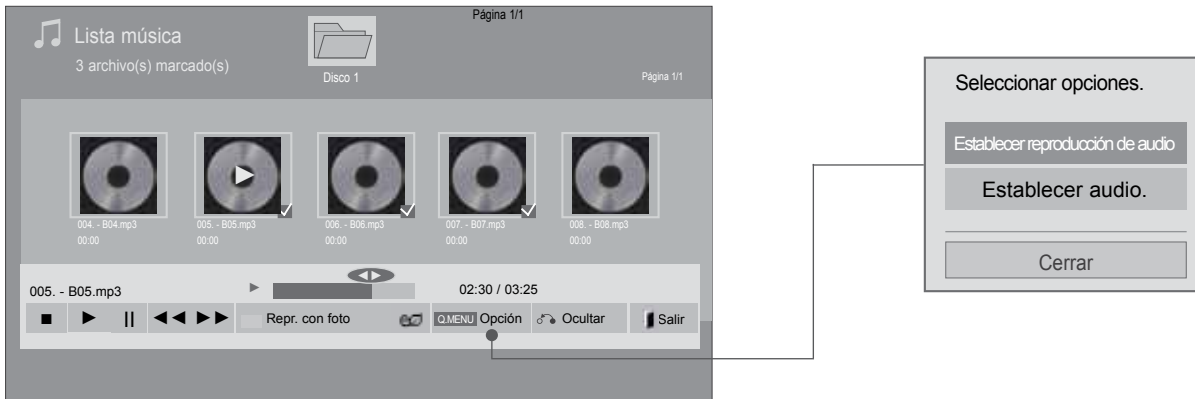 Página 1/1
Lista música
3 archivo(s) marcado(s)
Disco 1
Página 1/1
004. - B04.mp3
00:00
005. - B05.mp3
00:00
006. - B06.mp3
00:00
007. - B07.mp3
00:00
008. - B08.mp3
00:00
005. - B05.mp3
02:30 / 03:25
Repr. con foto
Q.MENU Opción
Ocultar
Salir
Seleccionar opciones.
Establecer reproducción de audio
Establecer audio.
Cerrar